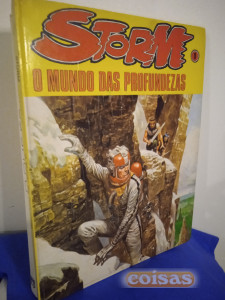 STORM
O MUNDO DAS PROFUNDEZAS
coisas